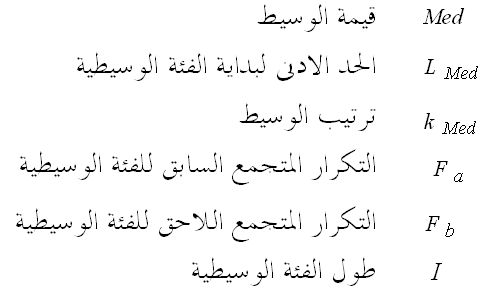 Med قيمة الوسيط
L Med الحد الادنى لبداية الفئة الوسيطية
k Med ترتيب الوسيط
F a التكرار المتجمع السابق للفئة الوسيطية
F b التكرار المتجمع اللاحق للفئة الوسيطية
I طول الفئة الوسيطية